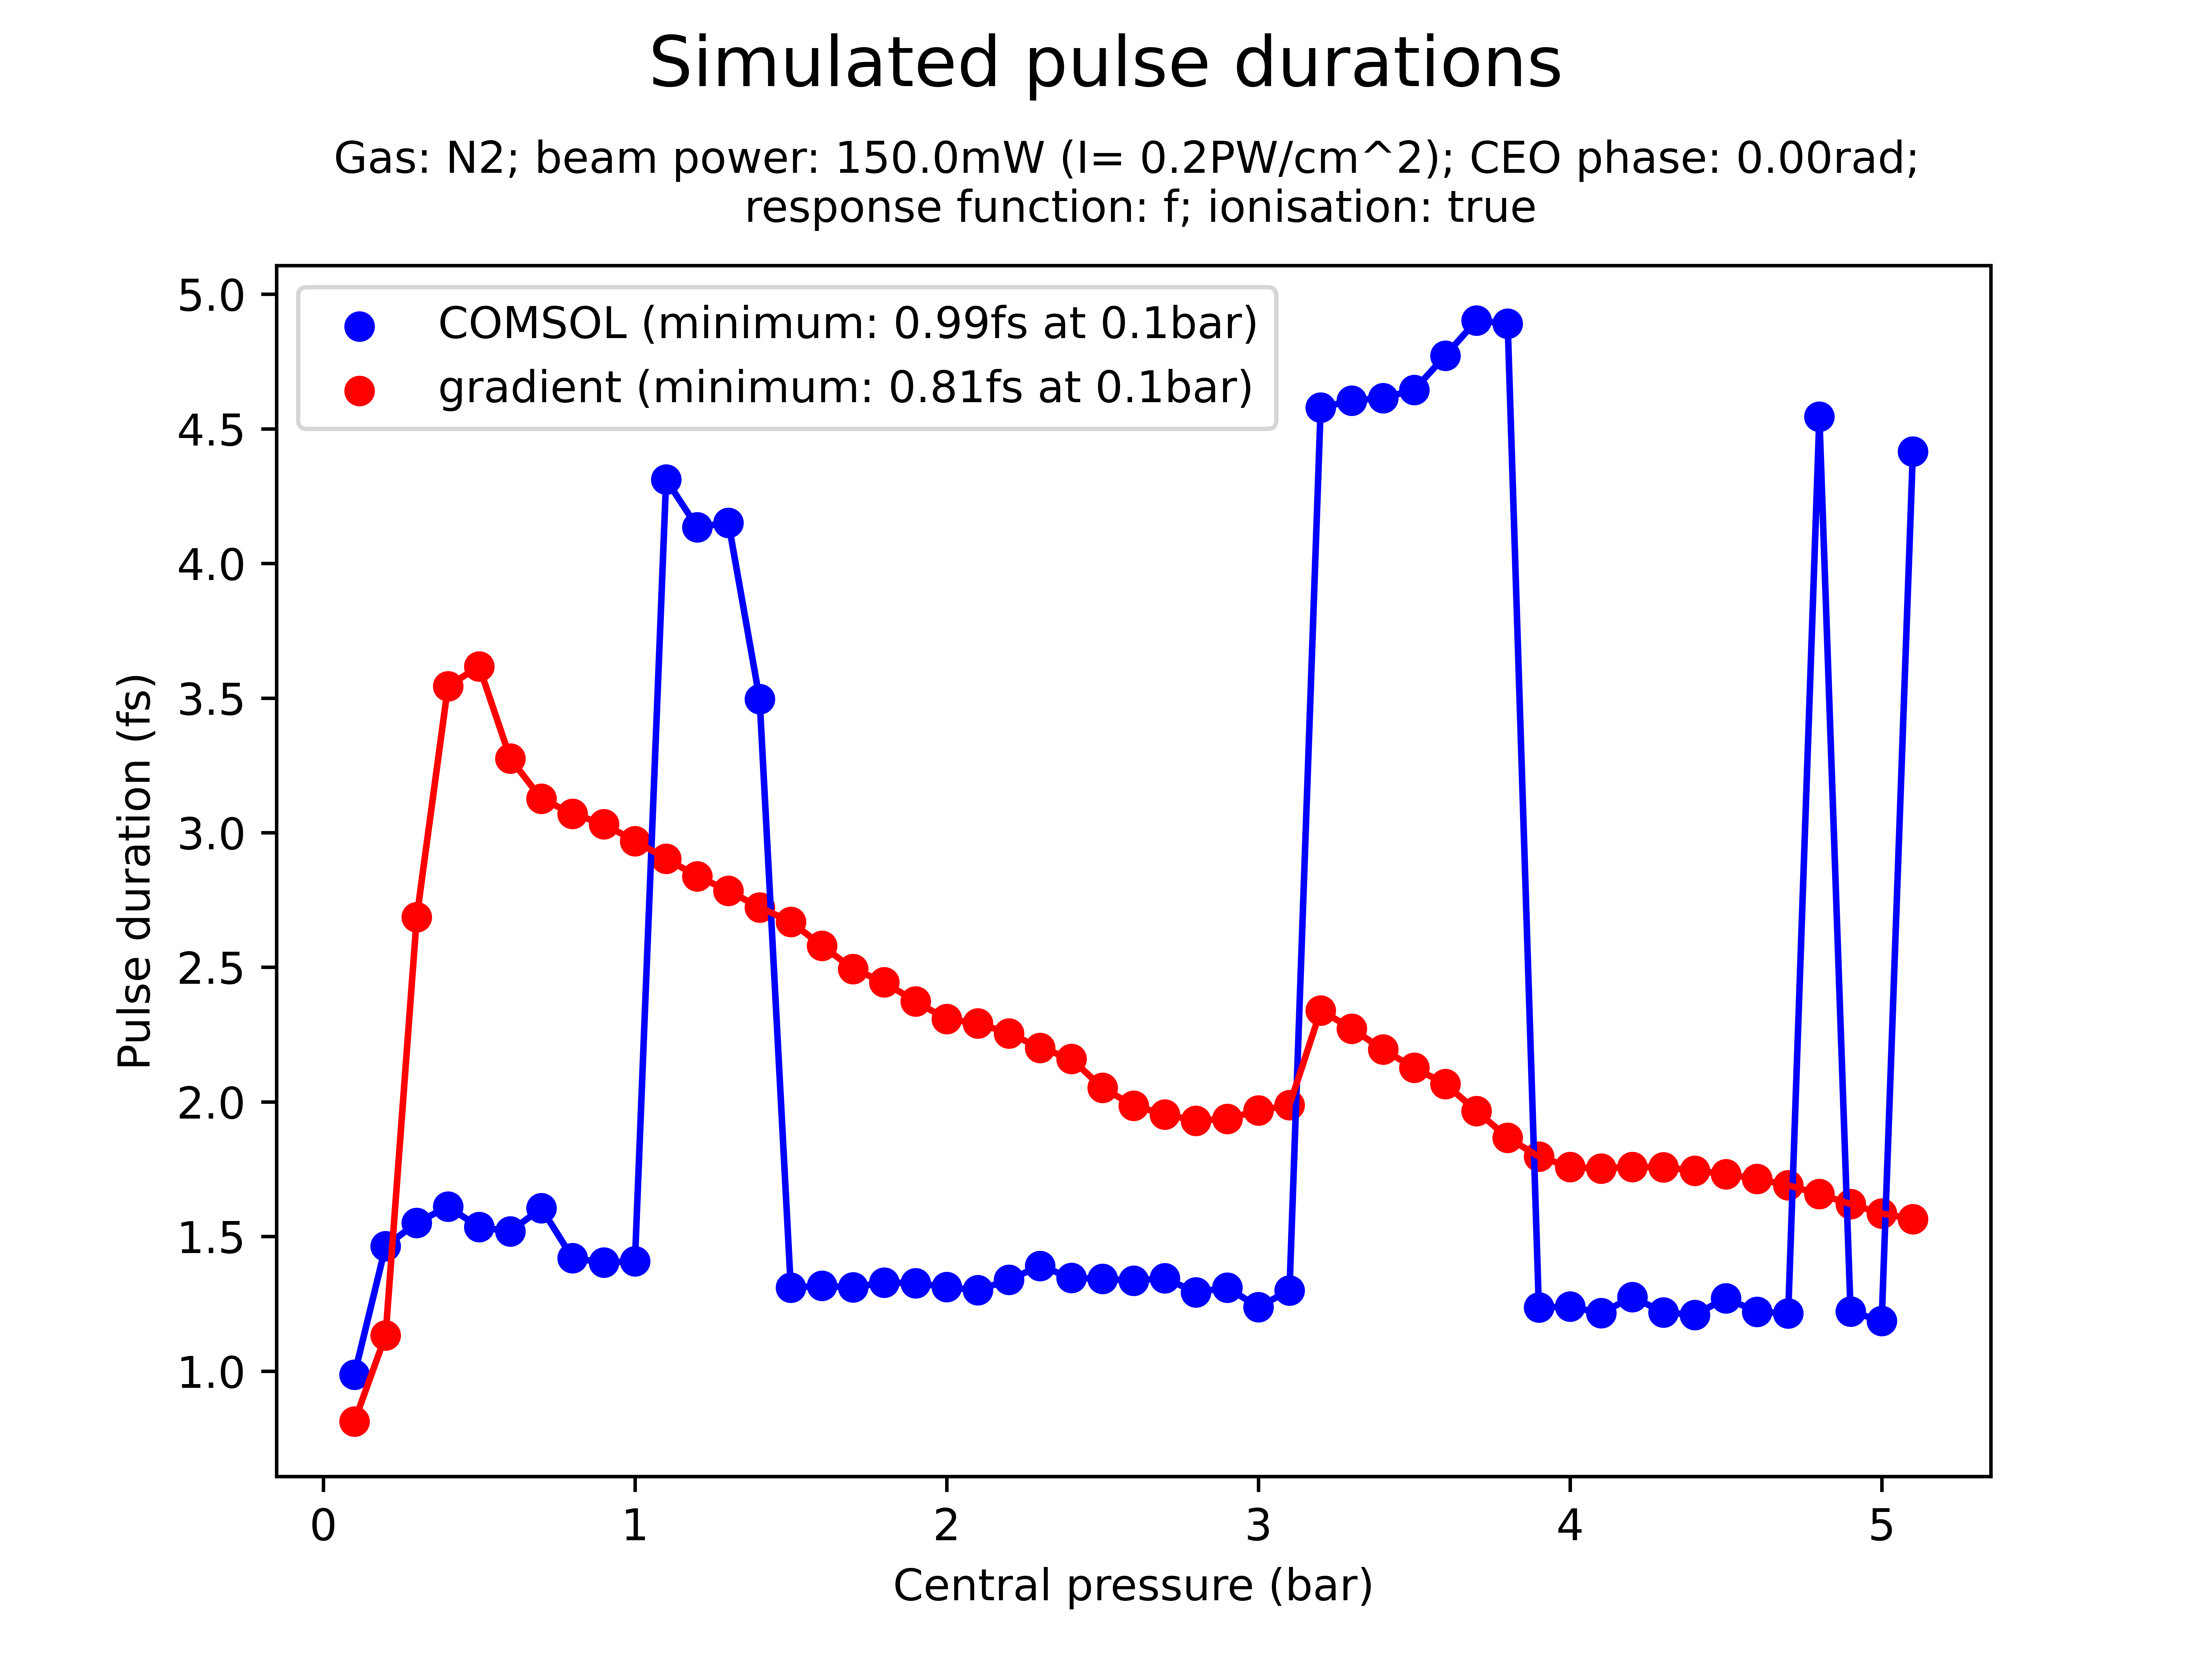 Simulated pulse durations
Gas: N2; beam power: 150.0mW (I= 0.2PW/cm^2); CEO phase: 0.00rad;
response function: f; ionisation: true
COMSOL (minimum: 0.99fs at 0.1bar)
gradient (minimum: 0.81fs at 0.1bar)
Pulse duration (fs)
5.0
4.5
4.0
3.5
3.0
2.5
2.0
1.5
1.0
0 1 2 3 4 5
Central pressure (bar)